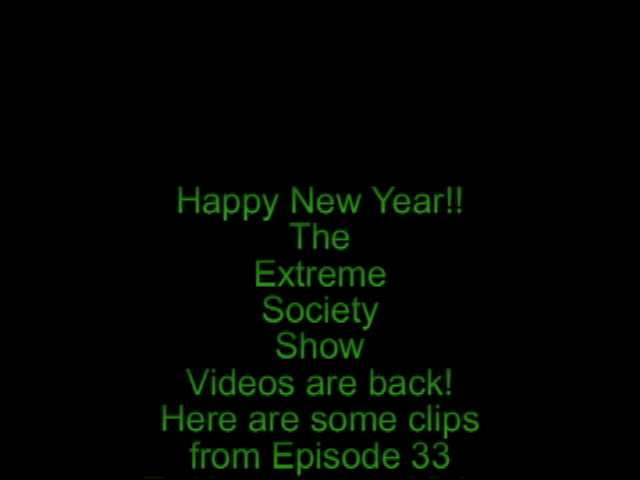 Happy New Year!!
The
Extreme
Society
Show
Videos are back!
Here are some clips
from Episode 33